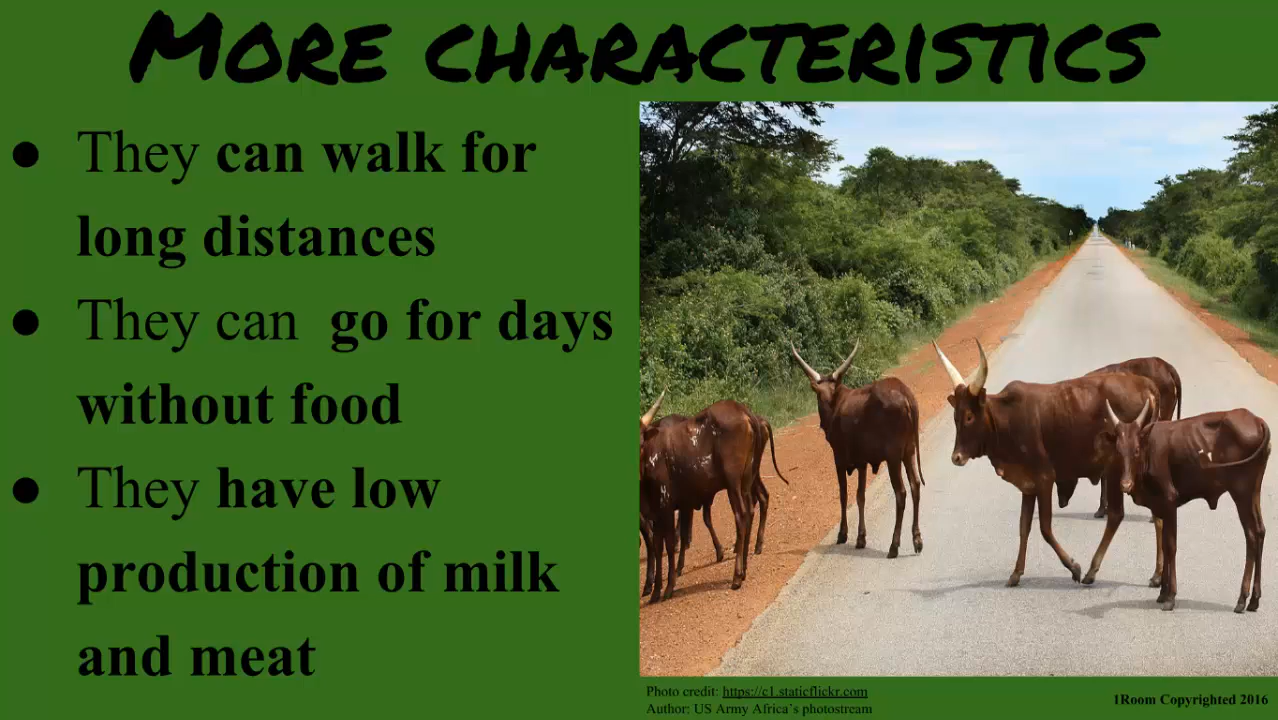 MORE CHARACTERISTICS
● They can walk for
long distances
● They can go for days
without food
● They have low
production of milk
and meat
Photo credit: https://c1.staticflickr.com
Author: US Army Africa's photostream
1Room Copyrighted 2016